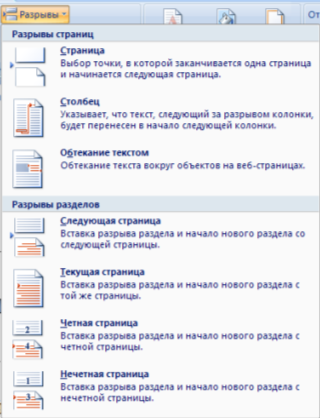 Разрывы
От
Разрывы страниц
Страница
Выбор точки, в которой заканчивается одна страница
и начинается следующая страница.
Столбец
Указывает, что текст, следующий за разрывом колонки,
будет перенесен в начало следующей колонки.
Обтекание текстом
Обтекание текста вокруг объектов на веб-страницах.
Разрывы разделов
Следующая страница
Вставка разрыва раздела и начало нового раздела со
следующей страницы.
Текущая страница
Вставка разрыва раздела и начало нового раздела с
той же страницы.
Четная страница
Вставка разрыва раздела и начало нового раздела с
четной страницы.
Нечетная страница
Вставка разрыва раздела и начало нового раздела с
нечетной страницы.